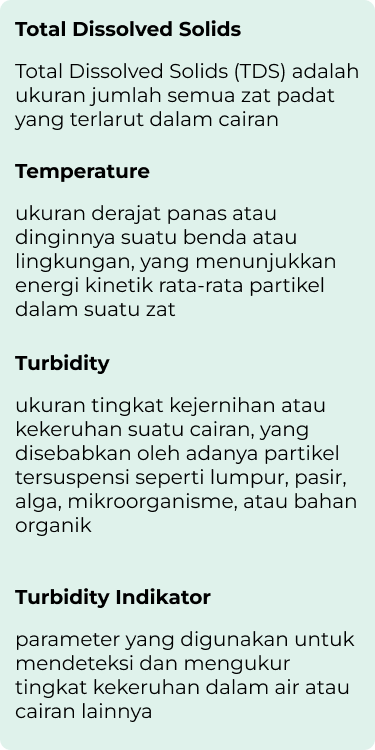 Total Dissolved Solids
Total Dissolved Solids (TDS) adalah
ukuran jumlah semua zat padat
yang terlarut dalam cairan
Temperature
ukuran derajat panas atau
dinginnya suatu benda atau
lingkungan, yang menunjukkan
energi kinetik rata-rata partikel
dalam suatu zat
Turbidity
ukuran tingkat kejernihan atau
kekeruhan suatu cairan, yang
disebabkan oleh adanya partikel
tersuspensi seperti lumpur, pasir,
alga, mikroorganisme, atau bahan
organik
Turbidity Indikator
parameter yang digunakan untuk
mendeteksi dan mengukur
tingkat kekeruhan dalam air atau
cairan lainnya